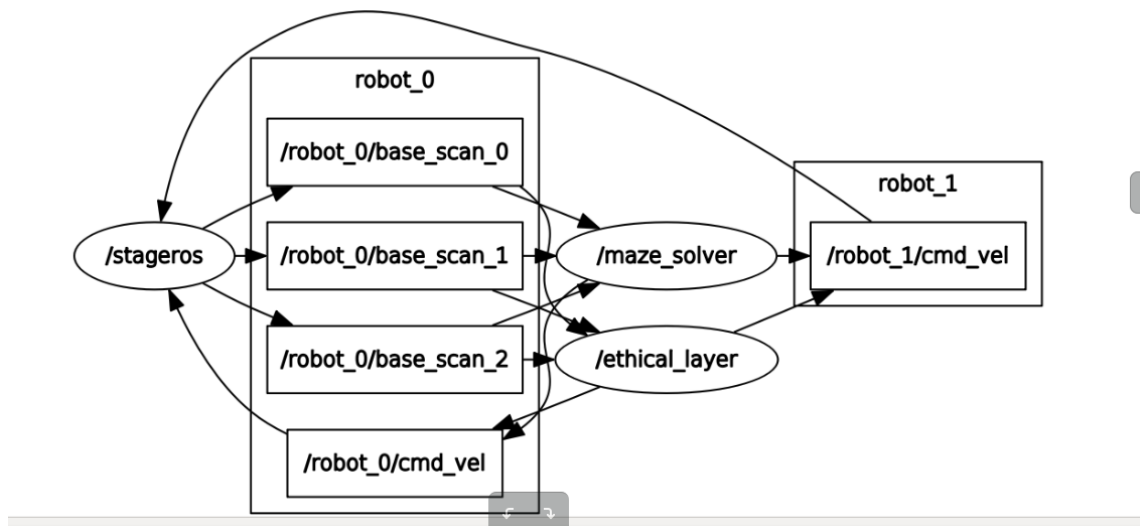 robot_0
/robot_0/base_scan_0
robot_1
/stageros
/robot_0/base_scan_1
/maze_solver
/robot_1/cmd_vel
/robot_0/base_scan_2
/ethical_layer
/robot_0/cmd_vel